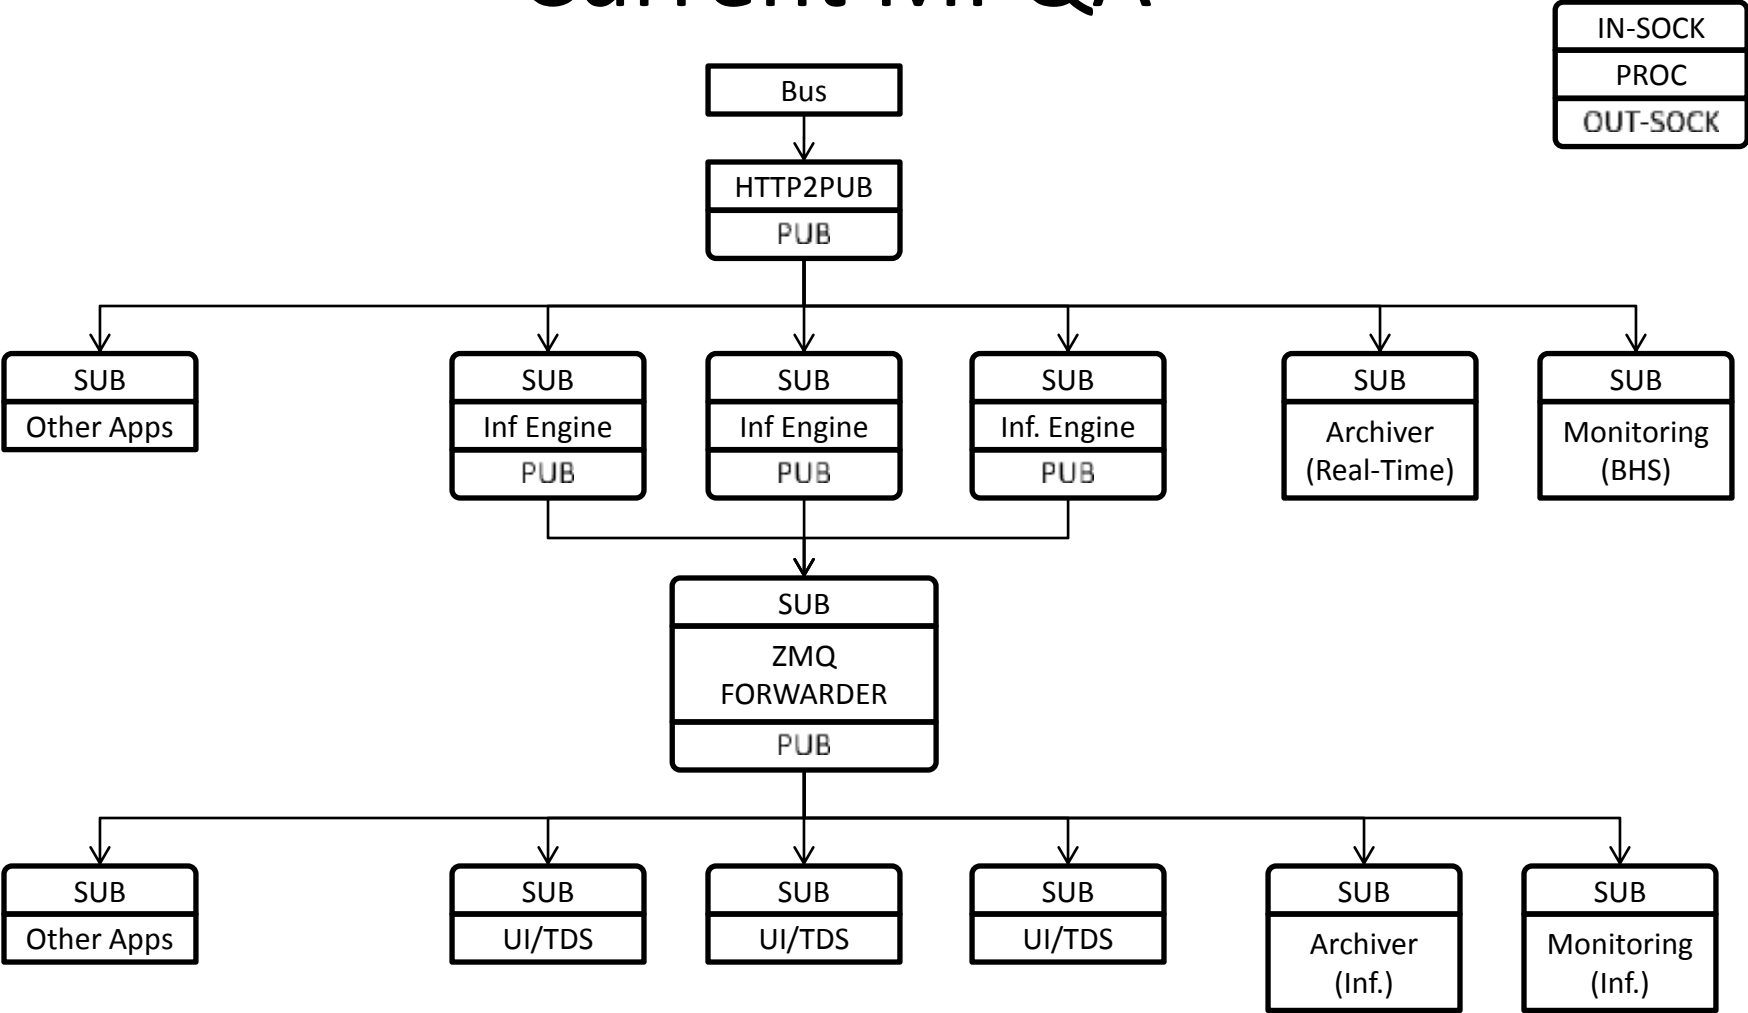 IN-SOCK
PROC
OUT-SOCK
Bus
HTTP2PUB
PUB
SUB
Other Apps
SUB
Inf Engine
PUB
SUB
Inf Engine
PUB
SUB
Inf. Engine
PUB
SUB
Archiver
(Real-Time)
SUB
Monitoring
(BHS)
SUB
ZMQ
FORWARDER
PUB
SUB
Other Apps
SUB
UI/TDS
SUB
UI/TDS
SUB
UI/TDS
SUB
Archiver
(Inf.)
SUB
Monitoring
(Inf.)